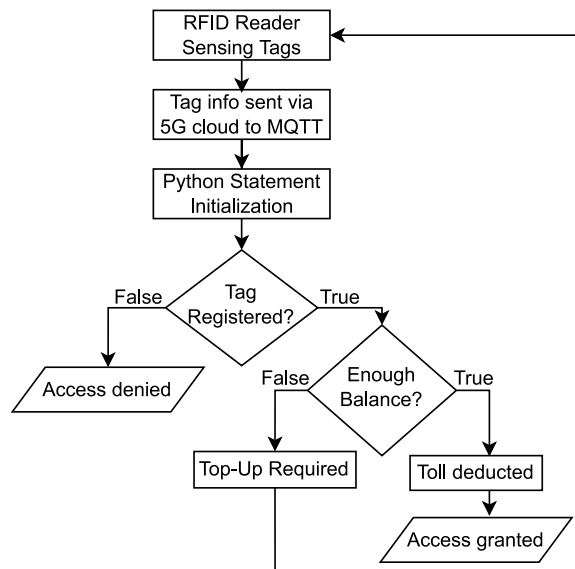 RFID Reader
Sensing Tags
Tag info sent via
5G cloud to MQTT
Python Statement
Initialization
False
Tag
Registered?
True
Access denied
False
Enough
Balance?
True
Top-Up Required
Toll deducted
Access granted